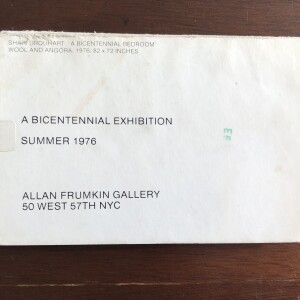 SHARI URQUHART : A BICENTENNIAL BEDROOM
WOOL AND ANGORA; 1976; 82 x 72 INCHES
A BICENTENNIAL EXHIBITION
SUMMER 1976
ALLAN FRUMKIN GALLERY
50 WEST 57TH NYC